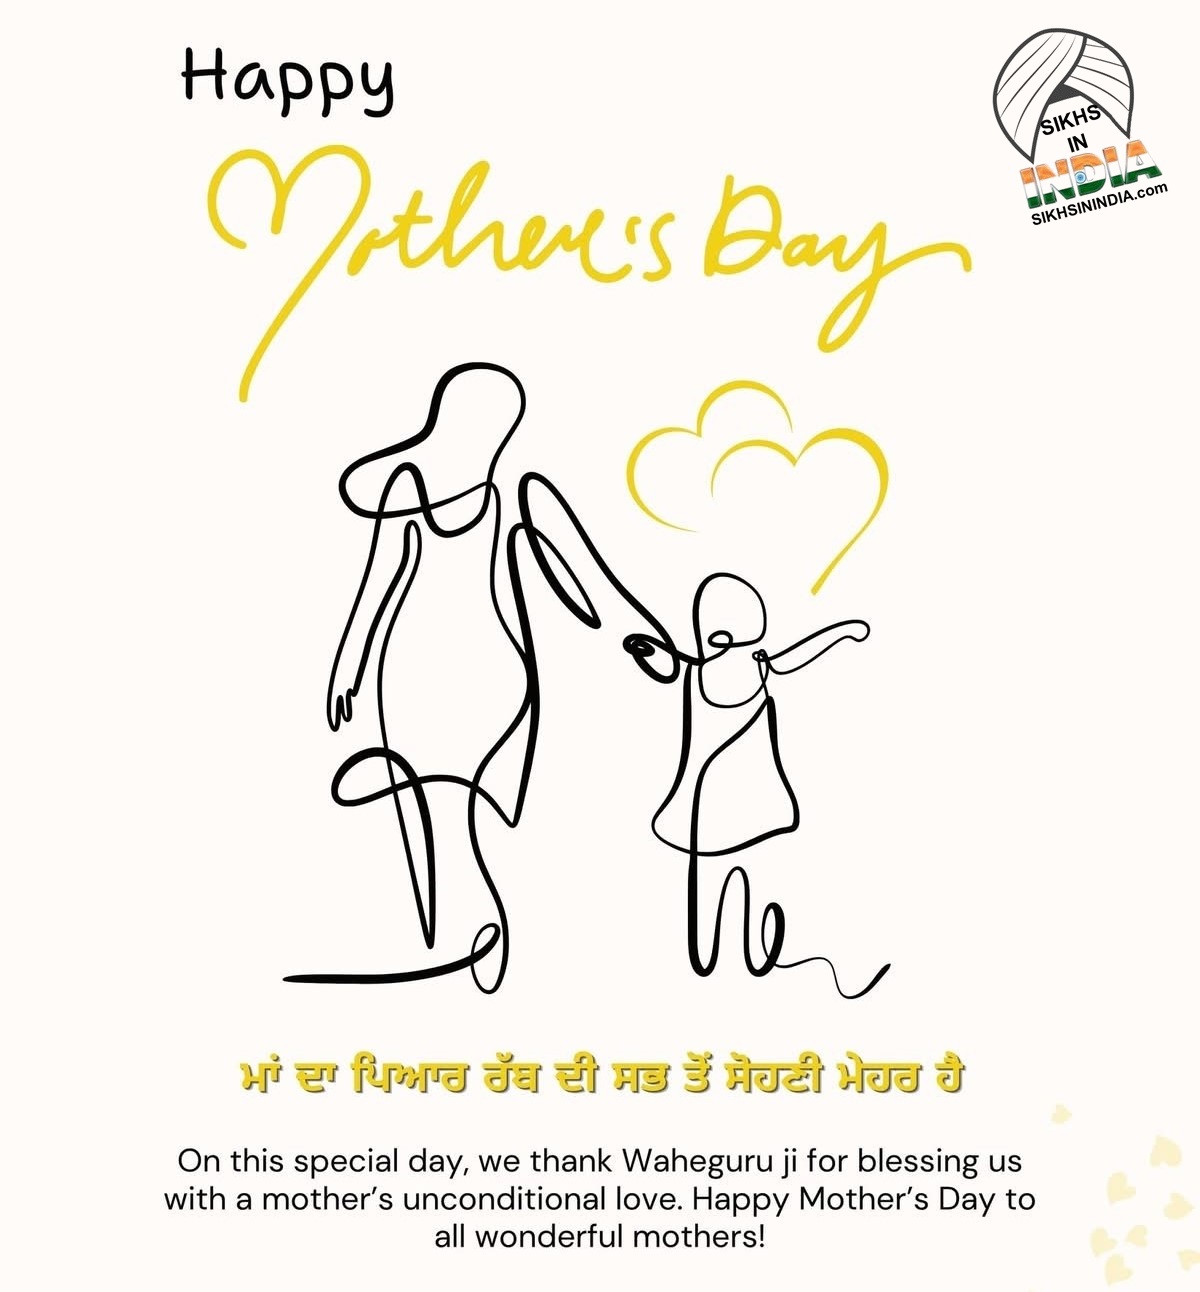 Happy
Mother's Day
SIKHS
IN
INDIA
SIKHSININDIA.com
ਮਾਂ ਦਾ ਪਿਆਰ ਰੱਬ ਦੀ ਸਭ ਤੋਂ ਸੋਹਣੀ ਮੇਹਰ ਹੈ
On this special day, we thank Waheguru ji for blessing us
with a mother’s unconditional love. Happy Mother’s Day to
all wonderful mothers!